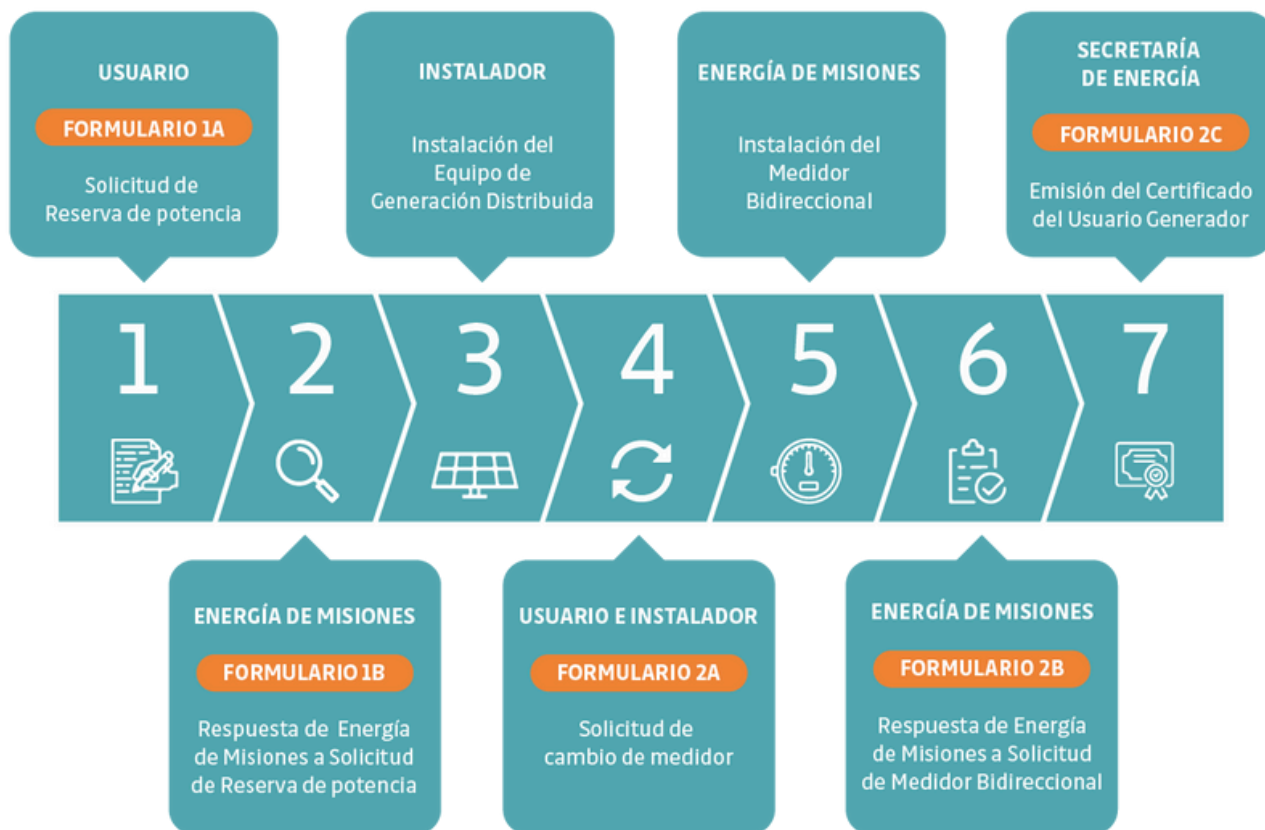 USUARIO
FORMULARIO 1A
Solicitud de
Reserva de potencia
INSTALADOR
Instalación del
Equipo de
Generación Distribuida
ENERGÍA DE MISIONES
Instalación del
Medidor
Bidireccional
SECRETARÍA
DE ENERGÍA
FORMULARIO 2C
Emisión del Certificado
del Usuario Generador
1
2
3
4
5
6
7
ENERGÍA DE MISIONES
FORMULARIO 1B
Respuesta de Energía
de Misiones a Solicitud
de Reserva de potencia
USUARIO E INSTALADOR
FORMULARIO 2A
Solicitud de
cambio de medidor
ENERGÍA DE MISIONES
FORMULARIO 2B
Respuesta de Energía
de Misiones a Solicitud
de Medidor Bidireccional